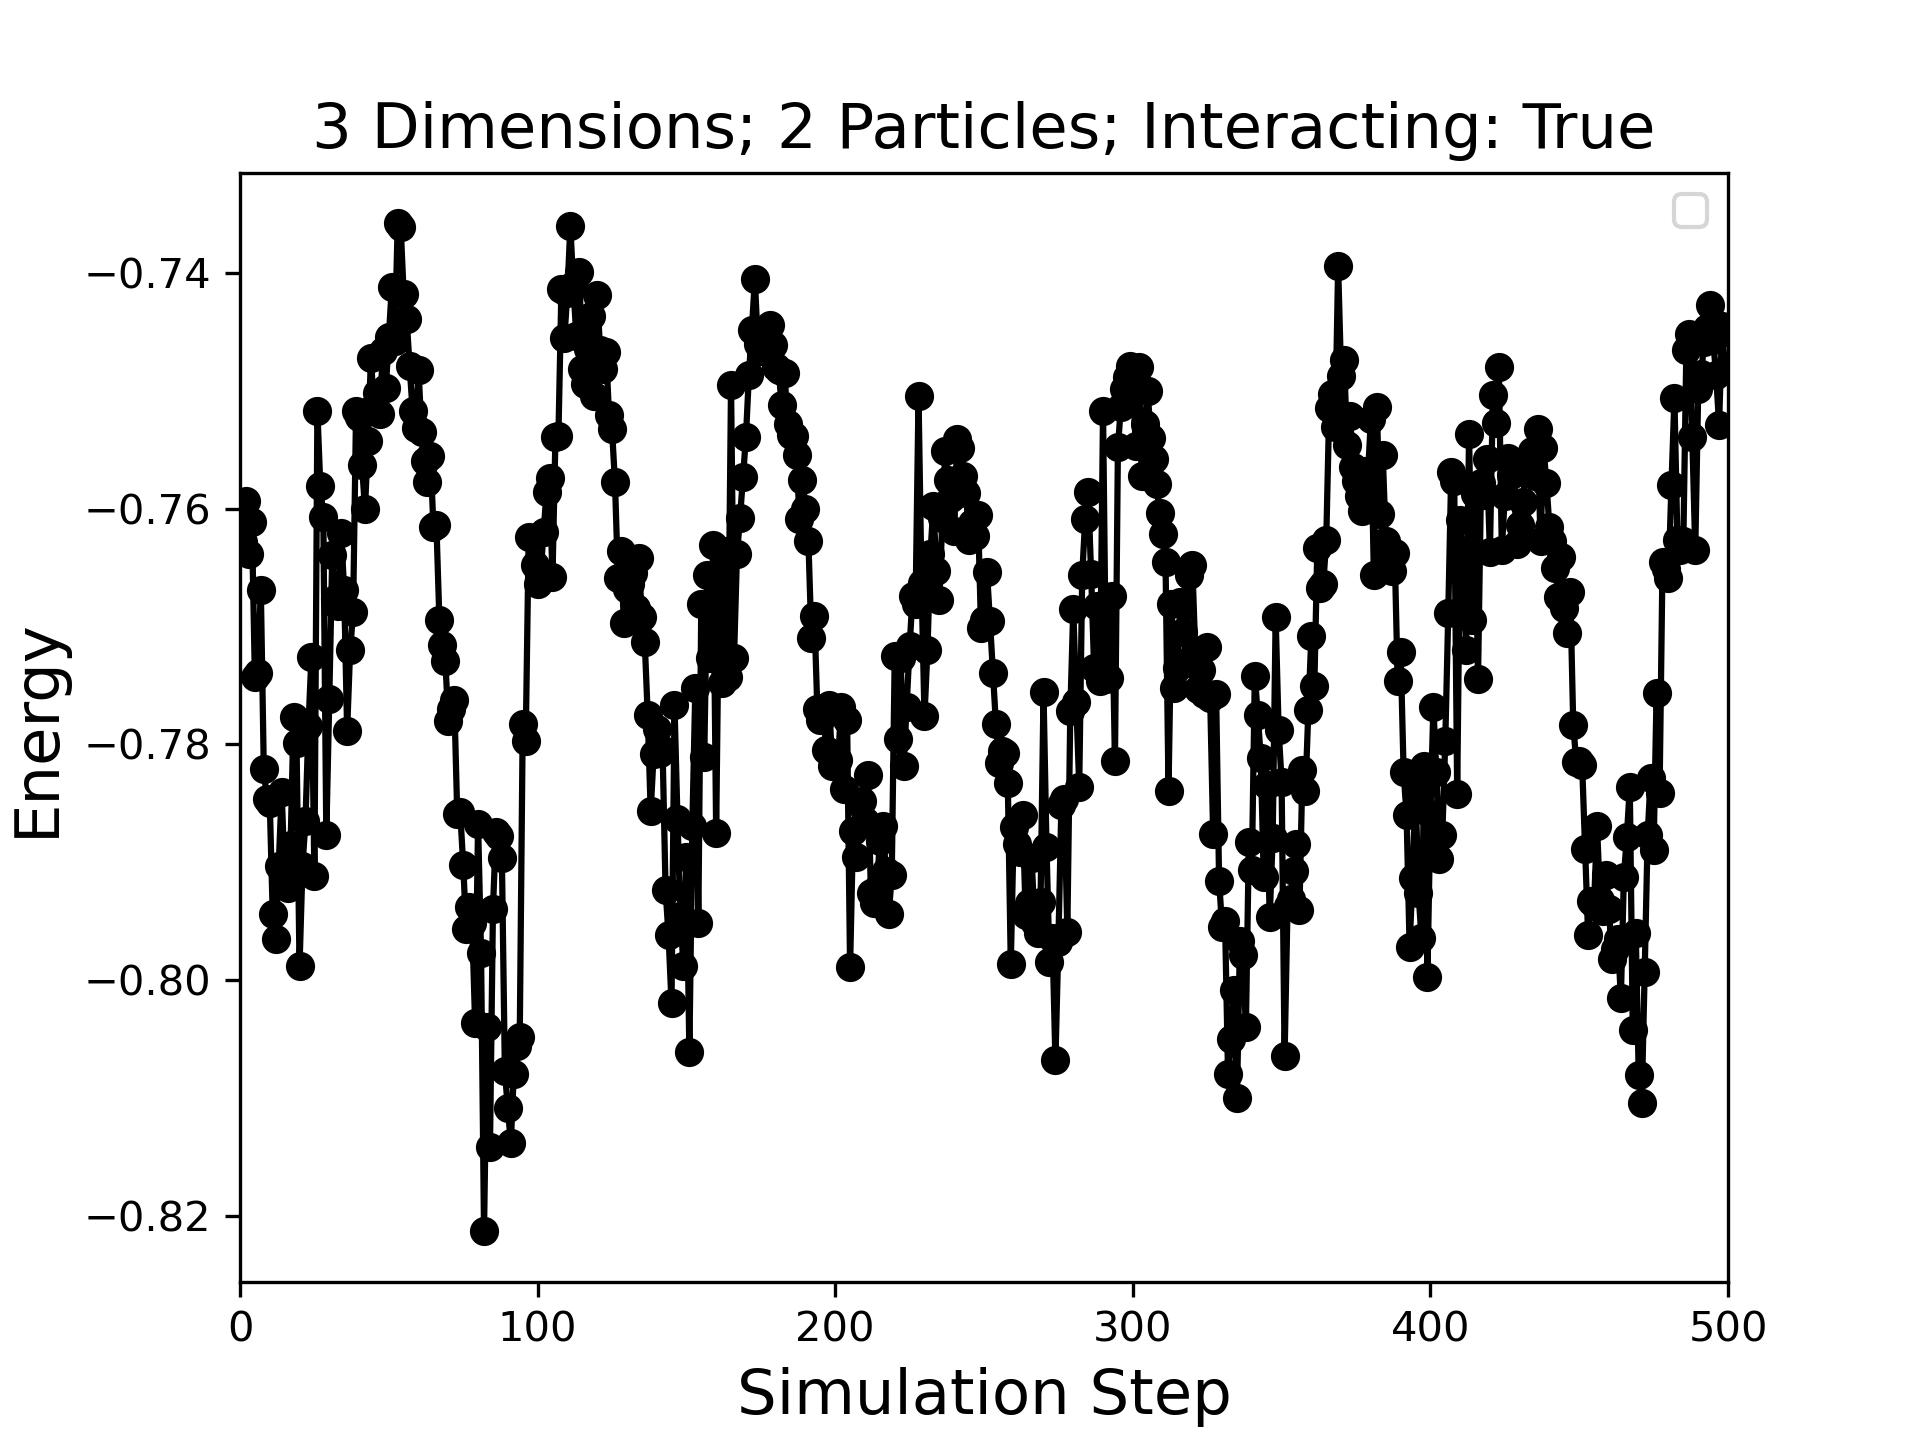 3 Dimensions; 2 Particles; Interacting: True
−0.74
−0.76
−0.78
−0.80
−0.82
Energy
0 100 200 300 400 500
Simulation Step